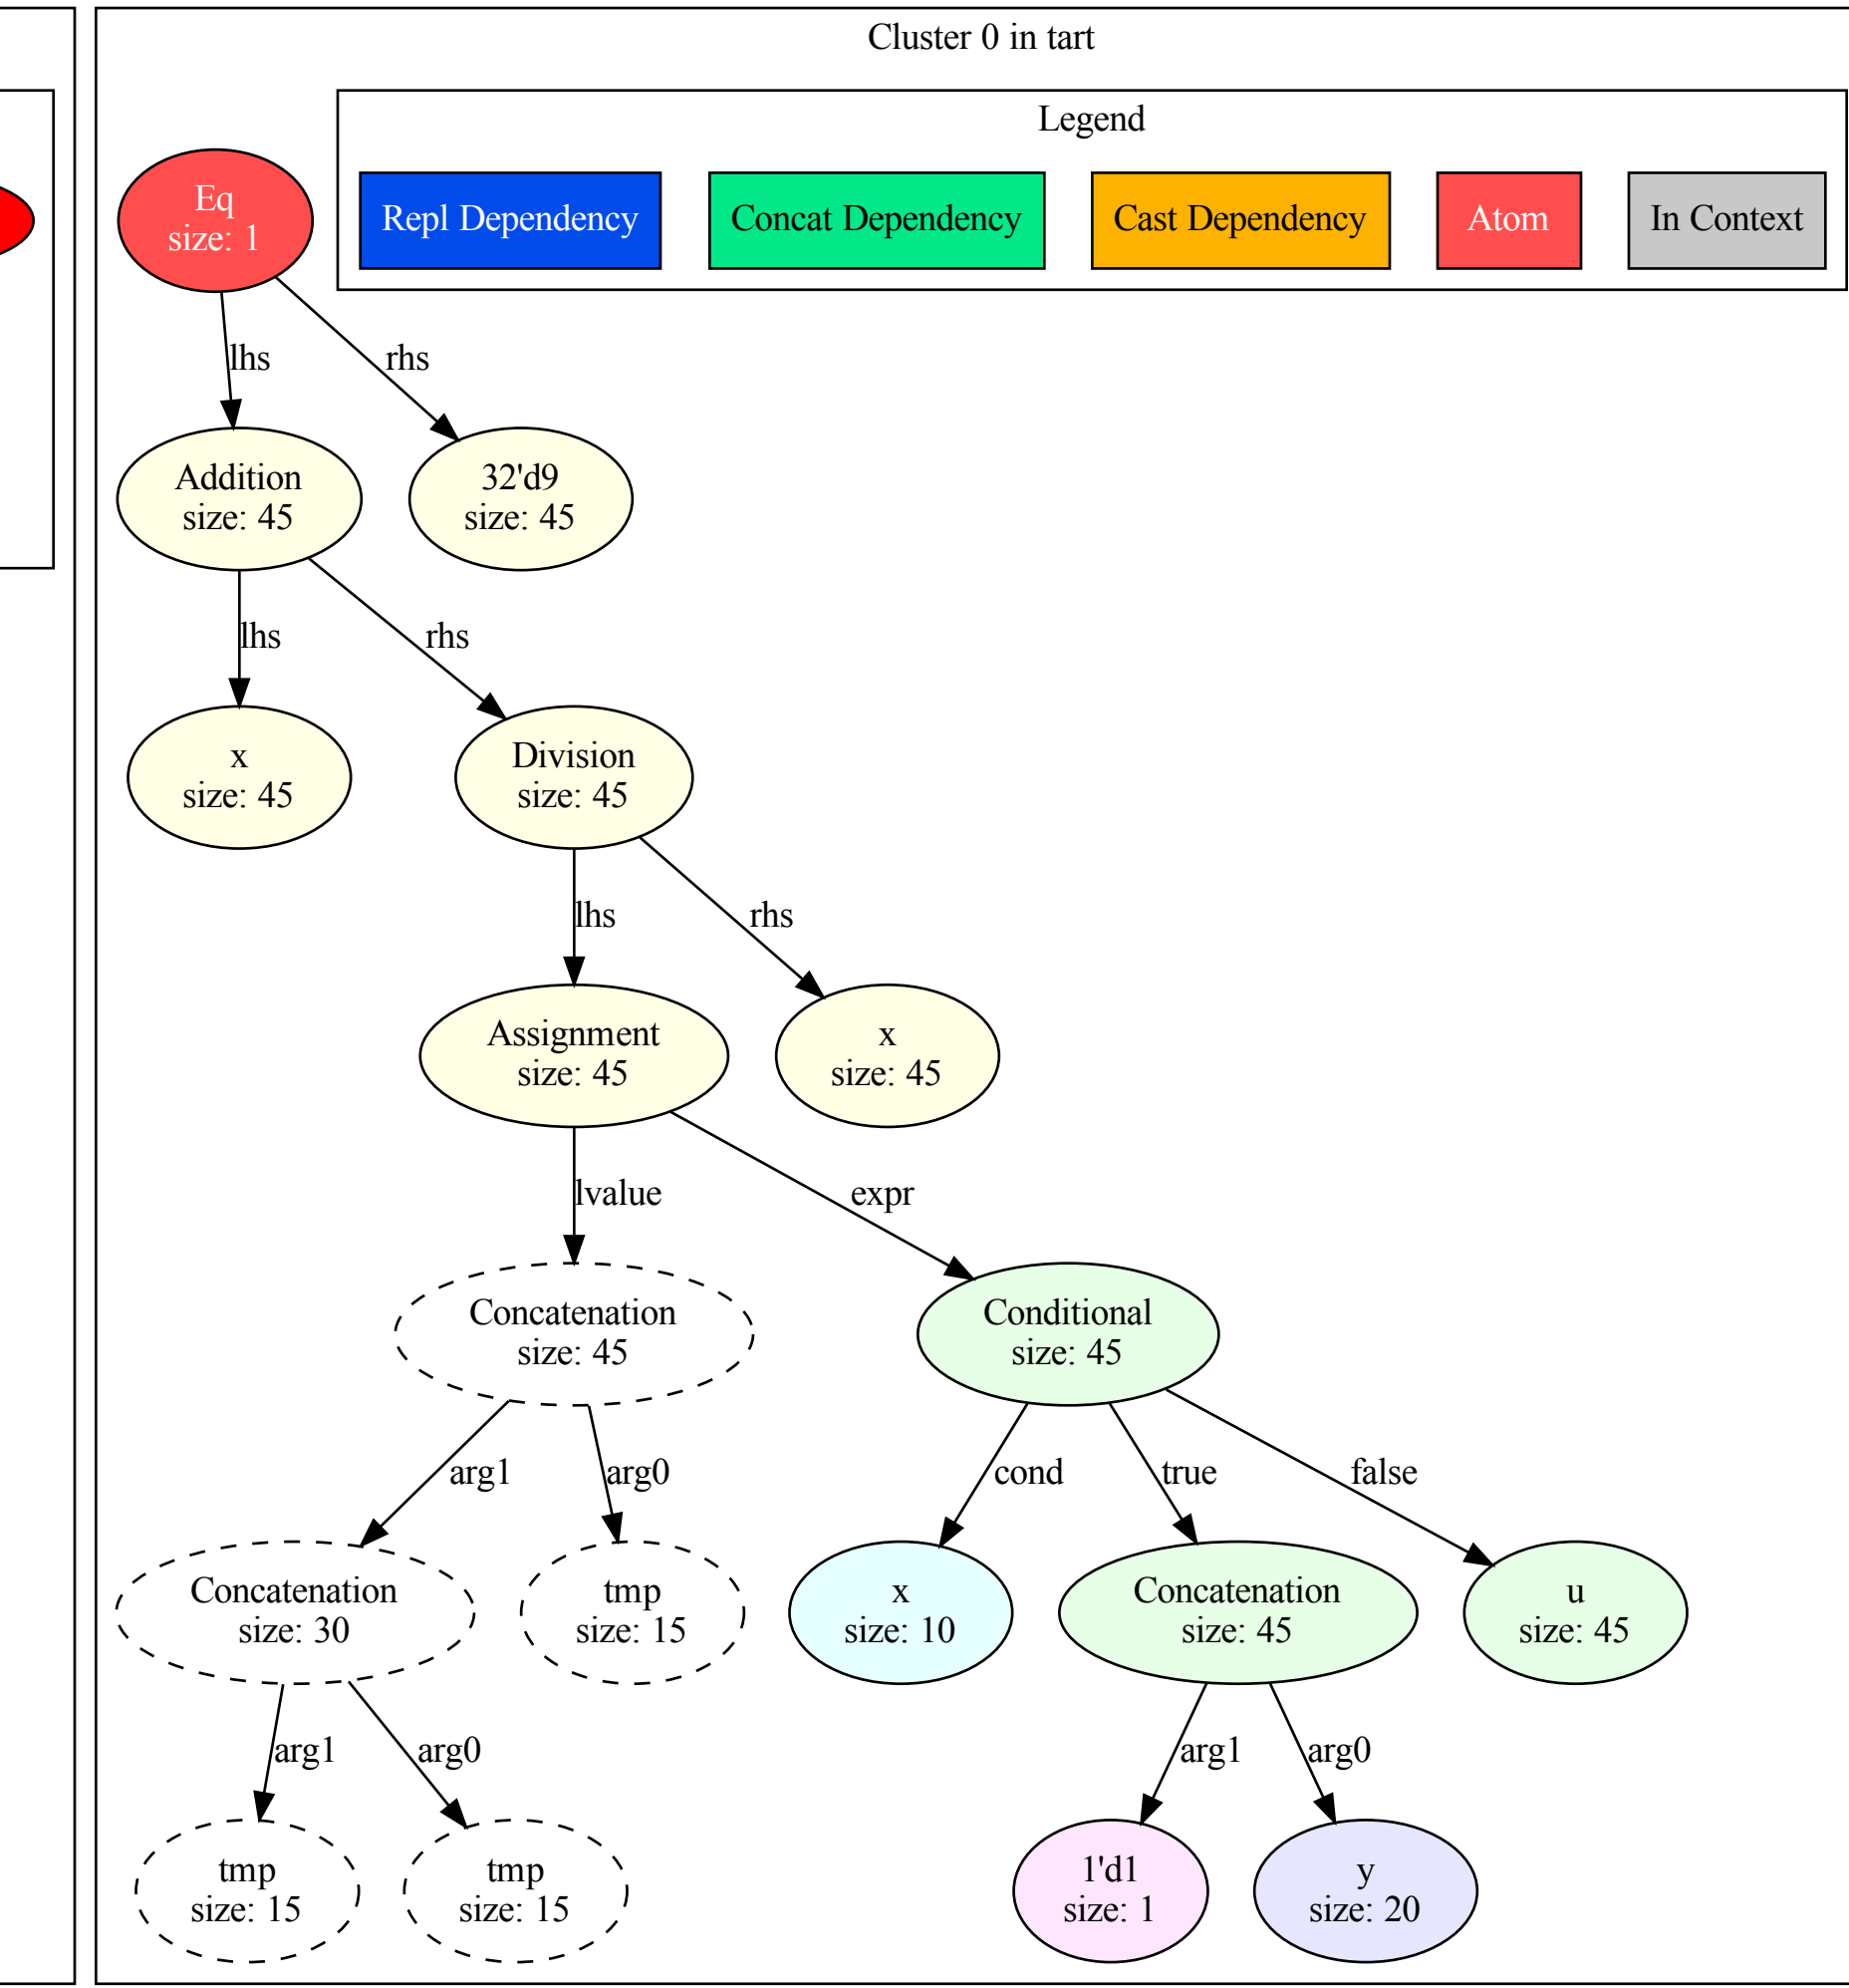 Cluster 0 in tart
Legend
Repl Dependency
Concat Dependency
Cast Dependency
Atom
In Context
Eq
size: 1
lhs
rhs
Addition
size: 45
32'd9
size: 45
lhs
rhs
x
size: 45
Division
size: 45
lhs
rhs
Assignment
size: 45
x
size: 45
lvalue
expr
Concatenation
size: 45
Conditional
size: 45
arg1
arg0
cond
true
false
Concatenation
size: 30
tmp
size: 15
x
size: 10
Concatenation
size: 45
u
size: 45
arg1
arg0
arg1
arg0
tmp
size: 15
tmp
size: 15
1'd1
size: 1
y
size: 20